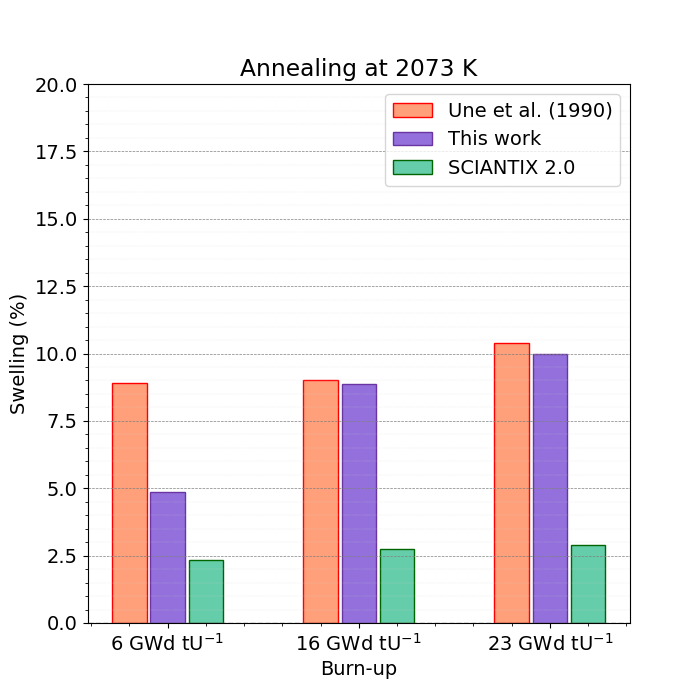 Annealing at 2073 K
20.0
17.5
15.0
12.5
10.0
7.5
5.0
2.5
0.0
Swelling (%)
Une et al. (1990)
This work
SCIANTIX 2.0
6 GWd tU⁻¹ 16 GWd tU⁻¹ 23 GWd tU⁻¹
Burn-up